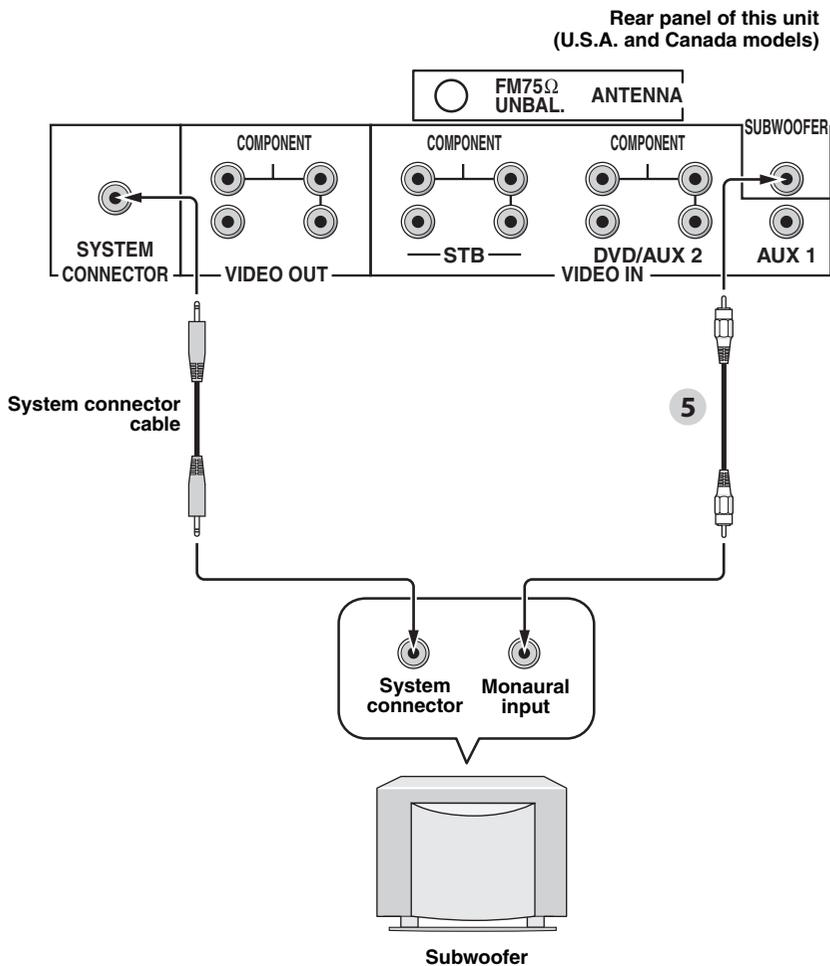 Rear panel of this unit
(U.S.A. and Canada models)
FM75Ω
UNBAL.
ANTENNA
SUBWOOFER
COMPONENT
COMPONENT
COMPONENT
SYSTEM
CONNECTOR
VIDEO OUT
STB
DVD/AUX 2
VIDEO IN
AUX 1
System connector
cable
5
System
connector
Monaural
input
Subwoofer